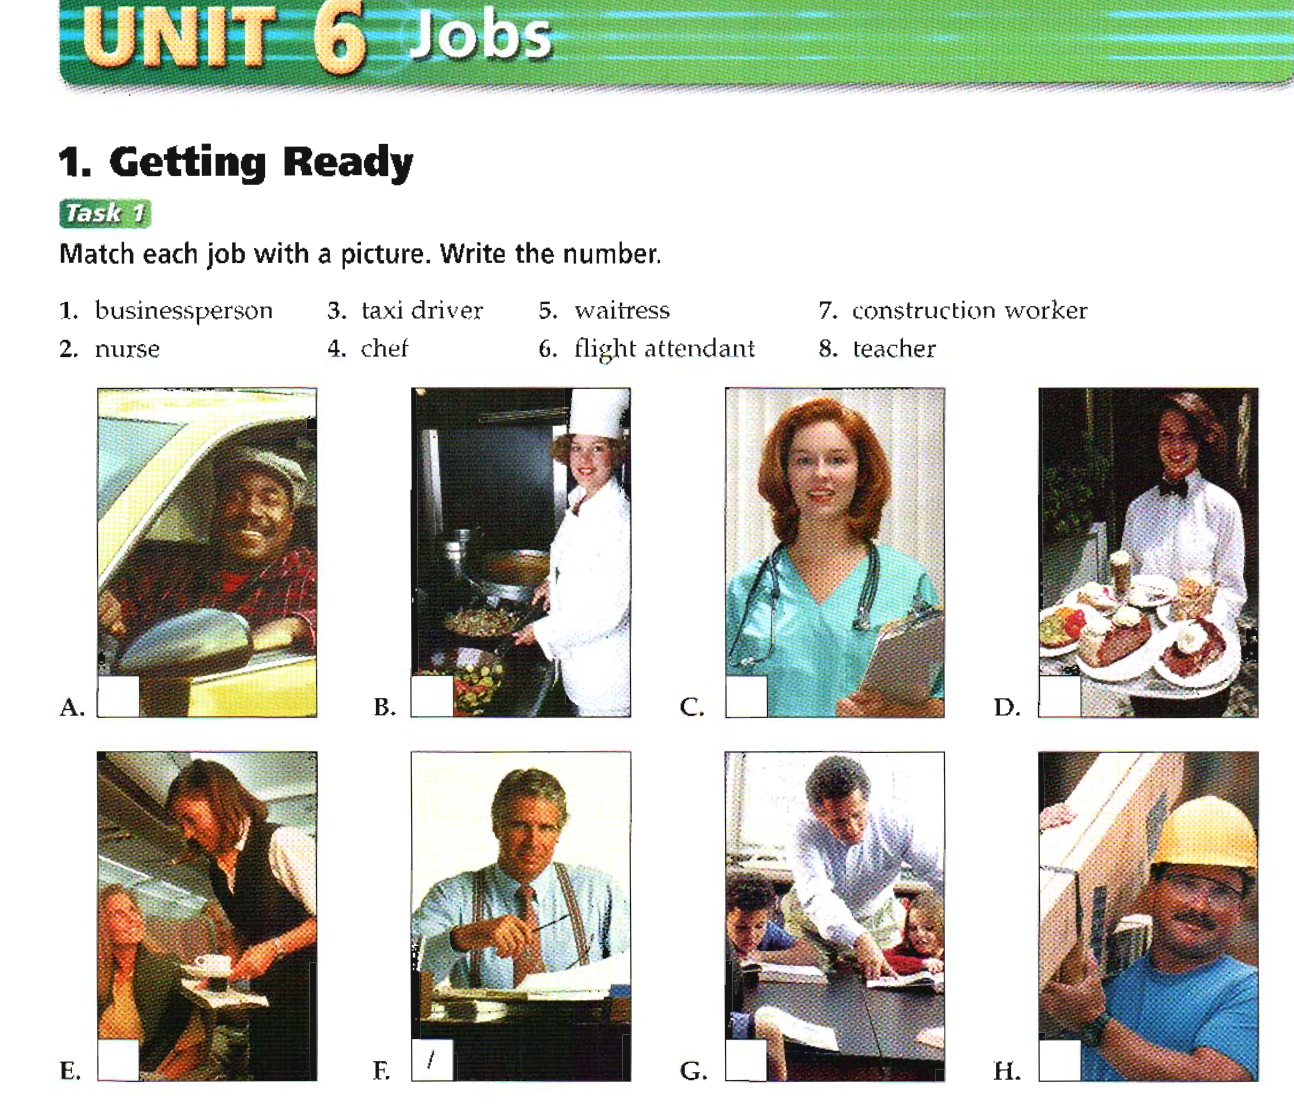 UNIT 6 Jobs
1. Getting Ready
Task 1
Match each job with a picture. Write the number.
1. businessperson 3. taxi driver 5. waitress 7. construction worker
2. nurse 4. chef 6. flight attendant 8. teacher
A. B. C. D.
E. F. 1 G. H.